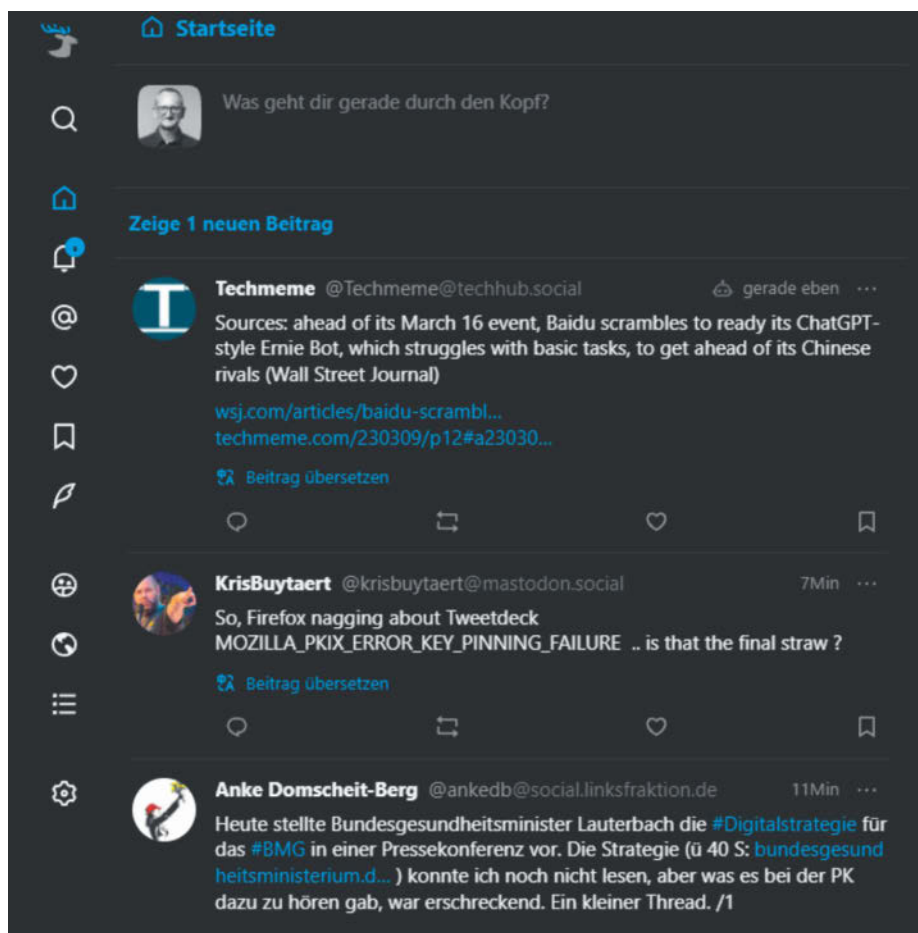 Startseite
Was geht dir gerade durch den Kopf?
Zeige 1 neuen Beitrag
Techmeme @Techmeme@techhub.social gerade eben ···
Sources: ahead of its March 16 event, Baidu scrambles to ready its ChatGPT-
style Ernie Bot, which struggles with basic tasks, to get ahead of its Chinese
rivals (Wall Street Journal)
wsj.com/articles/baidu-scrambl...
techmeme.com/230309/p12#a23030...
Beitrag übersetzen
KrisBuytaert @krisbuytaert@mastodon.social 7Min ···
So, Firefox nagging about Tweetdeck
MOZILLA_PKIX_ERROR_KEY_PINNING_FAILURE .. is that the final straw ?
Beitrag übersetzen
Anke Domscheit-Berg @ankedb@social.linksfraktion.de 11Min ···
Heute stellte Bundesgesundheitsminister Lauterbach die #Digitalstrategie für
das #BMG in einer Pressekonferenz vor. Die Strategie (ü 40 S: bundesgesund
heitsministerium.d... ) konnte ich noch nicht lesen, aber was es bei der PK
dazu zu hören gab, war erschreckend. Ein kleiner Thread. /1